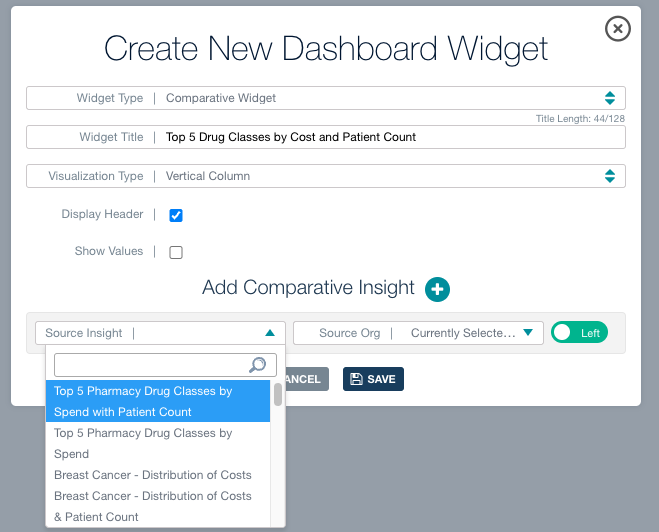 Create New Dashboard Widget
Widget Type | Comparative Widget
Title Length: 44/128
Widget Title | Top 5 Drug Classes by Cost and Patient Count
Visualization Type | Vertical Column
Display Header |
Show Values |
Add Comparative Insight
Source Insight | Source Org | Currently Selecte... Left
ANCEL SAVE
Top 5 Pharmacy Drug Classes by
Spend with Patient Count
Top 5 Pharmacy Drug Classes by
Spend
Breast Cancer - Distribution of Costs
Breast Cancer - Distribution of Costs
& Patient Count